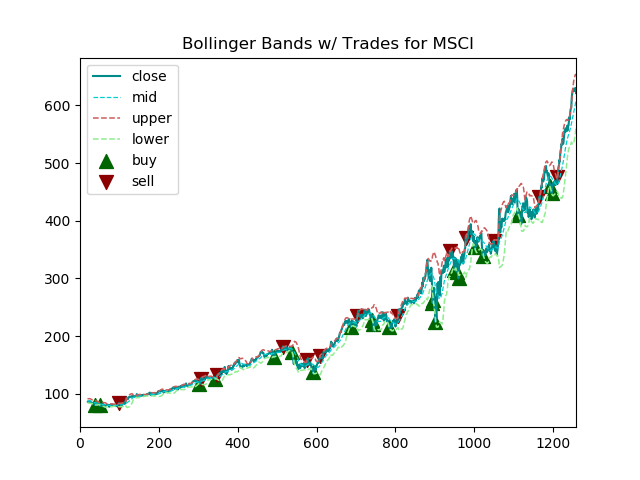 Bollinger Bands w/ Trades for MSCI
close
mid
upper
lower
buy
sell
600
500
400
300
200
100
0 200 400 600 800 1000 1200